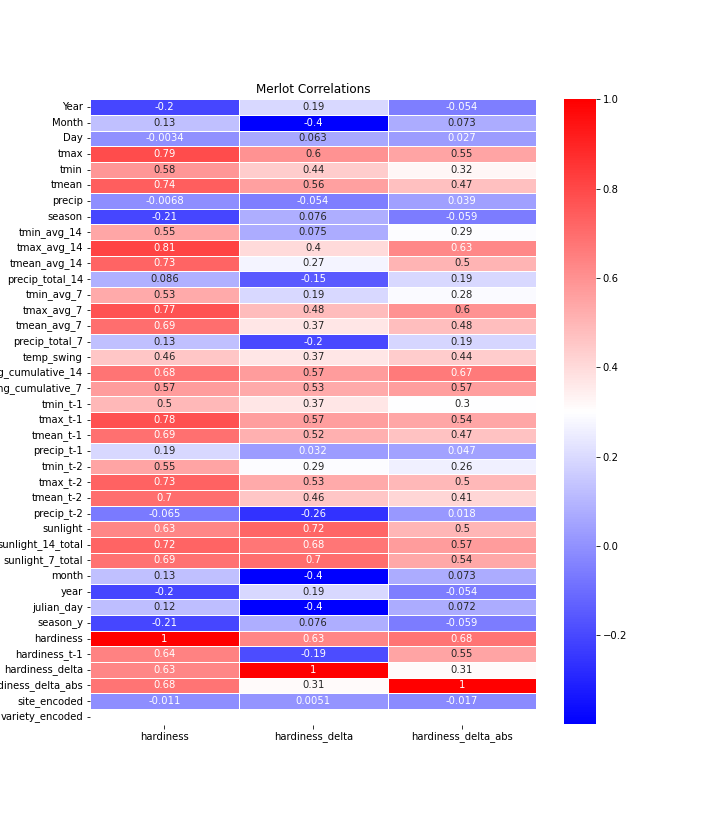 Merlot Correlations
Year -0.2 0.19 -0.054
Month 0.13 -0.4 0.073
Day -0.0034 0.063 0.027
tmax 0.79 0.6 0.55
tmin 0.58 0.44 0.32
tmean 0.74 0.56 0.47
precip -0.0068 -0.054 0.039
season -0.21 0.076 -0.059
tmin_avg_14 0.55 0.075 0.29
tmax_avg_14 0.81 0.4 0.63
tmean_avg_14 0.73 0.27 0.5
precip_total_14 0.086 -0.15 0.19
tmin_avg_7 0.53 0.19 0.28
tmax_avg_7 0.77 0.48 0.6
tmean_avg_7 0.69 0.37 0.48
precip_total_7 0.13 -0.2 0.19
temp_swing 0.46 0.37 0.44
g_cumulative_14 0.68 0.57 0.67
ng_cumulative_7 0.57 0.53 0.57
tmin_t-1 0.5 0.37 0.3
tmax_t-1 0.78 0.57 0.54
tmean_t-1 0.69 0.52 0.47
precip_t-1 0.19 0.032 0.047
tmin_t-2 0.55 0.29 0.26
tmax_t-2 0.73 0.53 0.5
tmean_t-2 0.7 0.46 0.41
precip_t-2 -0.065 -0.26 0.018
sunlight 0.63 0.72 0.5
sunlight_14_total 0.72 0.68 0.57
sunlight_7_total 0.69 0.7 0.54
month 0.13 -0.4 0.073
year -0.2 0.19 -0.054
julian_day 0.12 -0.4 0.072
season_y -0.21 0.076 -0.059
hardiness 1 0.63 0.68
hardiness_t-1 0.64 -0.19 0.55
hardiness_delta 0.63 1 0.31
diness_delta_abs 0.68 0.31 1
site_encoded -0.011 0.0051 -0.017
variety_encoded
hardiness hardiness_delta hardiness_delta_abs
1.0
0.8
0.6
0.4
0.2
0.0
−0.2